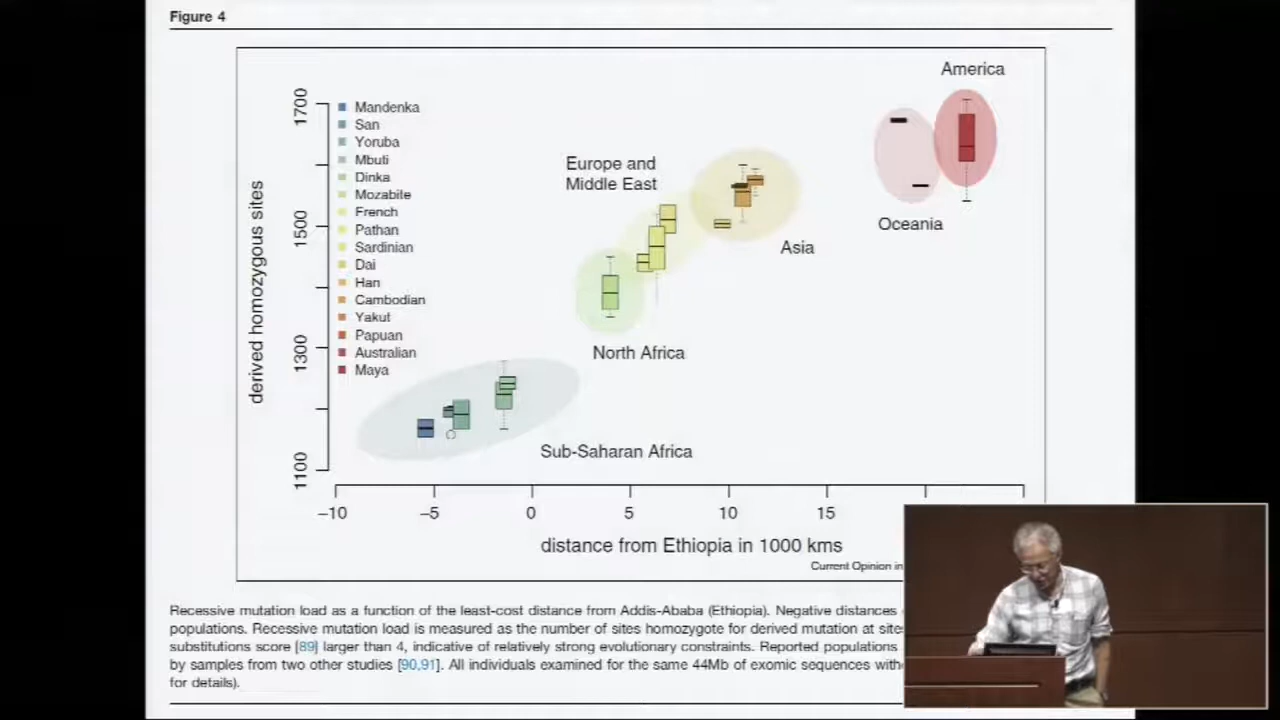 Figure 4
America
1700
Mandenka
San
Yoruba
Mbuti
Dinka
Mozabite
French
Pathan
Sardinian
Dai
Han
Cambodian
Yakut
Papuan
Australian
Maya
Europe and
Middle East
1500
Oceania
Asia
derived homozygous sites
1300
North Africa
Sub-Saharan Africa
1100
−10 −5 0 5 10 15
distance from Ethiopia in 1000 kms
Current Opinion in
Recessive mutation load as a function of the least-cost distance from Addis-Ababa (Ethiopia). Negative distances
populations. Recessive mutation load is measured as the number of sites homozygote for derived mutation at
substitutions score [89] larger than 4, indicative of relatively strong evolutionary constraints. Reported populations
by samples from two other studies [90,91]. All individuals examined for the same 44Mb of exomic sequences
for details).